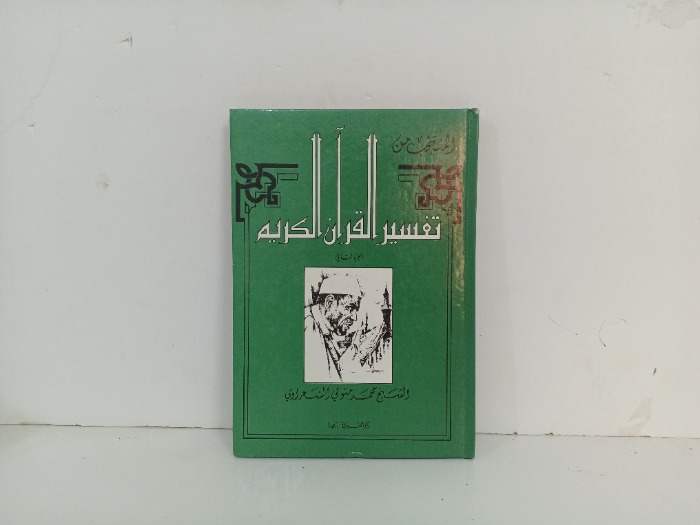 المنتخب من
تفسير القرآن الكريم
الجزء الثاني
الشيخ محمد متولي الشعراوي